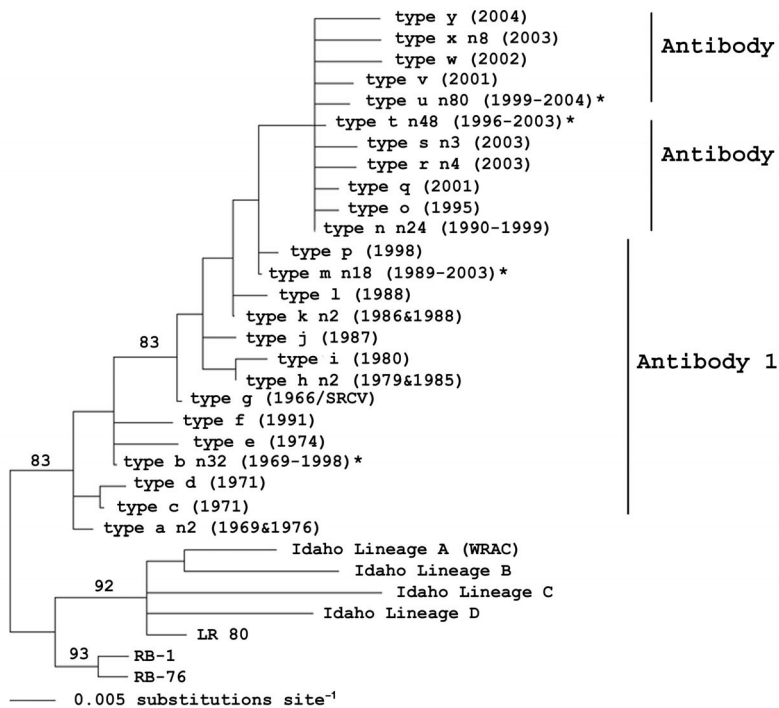 type y (2004)
type x n8 (2003)
type w (2002)
type v (2001)
type u n80 (1999-2004)*
Antibody
type t n48 (1996-2003)*
type s n3 (2003)
type r n4 (2003)
type q (2001)
type o (1995)
type n n24 (1990-1999)
Antibody
type p (1998)
type m n18 (1989-2003)*
type l (1988)
type k n2 (1986&1988)
type j (1987)
83
type i (1980)
type h n2 (1979&1985)
type g (1966/SRCV)
type f (1991)
type e (1974)
type b n32 (1969-1998)*
83
type d (1971)
type c (1971)
type a n2 (1969&1976)
Antibody 1
Idaho Lineage A (WRAC)
Idaho Lineage B
92
Idaho Lineage C
Idaho Lineage D
LR 80
93
RB-1
RB-76
0.005 substitutions site⁻¹